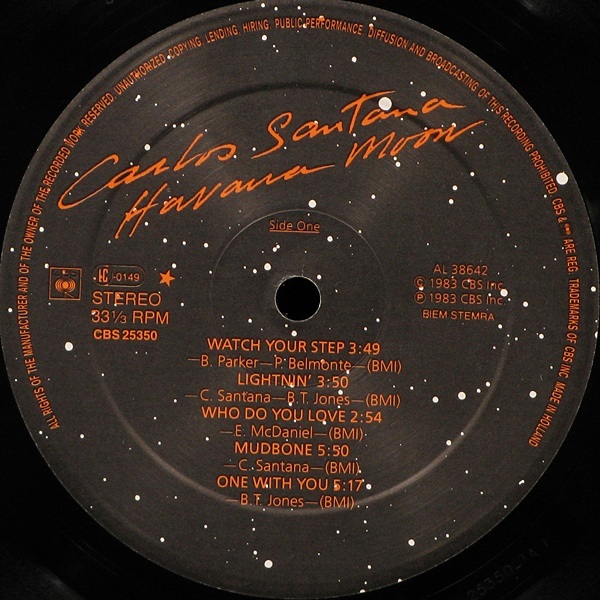 ALL RIGHTS OF THE MANUFACTURER AND OF THE OWNER OF THE RECORDED WORK RESERVED. UNAUTHORIZED COPYING, LENDING, HIRING, PUBLIC PERFORMANCE, DIFFUSION AND BROADCASTING OF THIS RECORDING PROHIBITED. CBS & ARE REG. TRADEMARKS OF CBS INC MADE IN HOLLAND
Carlos Santana
Havana Moon
Side One
LC -0149
STEREO
33⅓ RPM
CBS 25350
AL 38642
© 1983 CBS Inc.
℗ 1983 CBS Inc.
BIEM STEMRA
WATCH YOUR STEP 3:49
—B. Parker—P. Belmonte—(BMI)
LIGHTNIN' 3:50
—C. Santana—B.T. Jones—(BMI)
WHO DO YOU LOVE 2:54
—E. McDaniel—(BMI)
MUDBONE 5:50
—C. Santana—(BMI)
ONE WITH YOU 5:17
—B.T. Jones—(BMI)